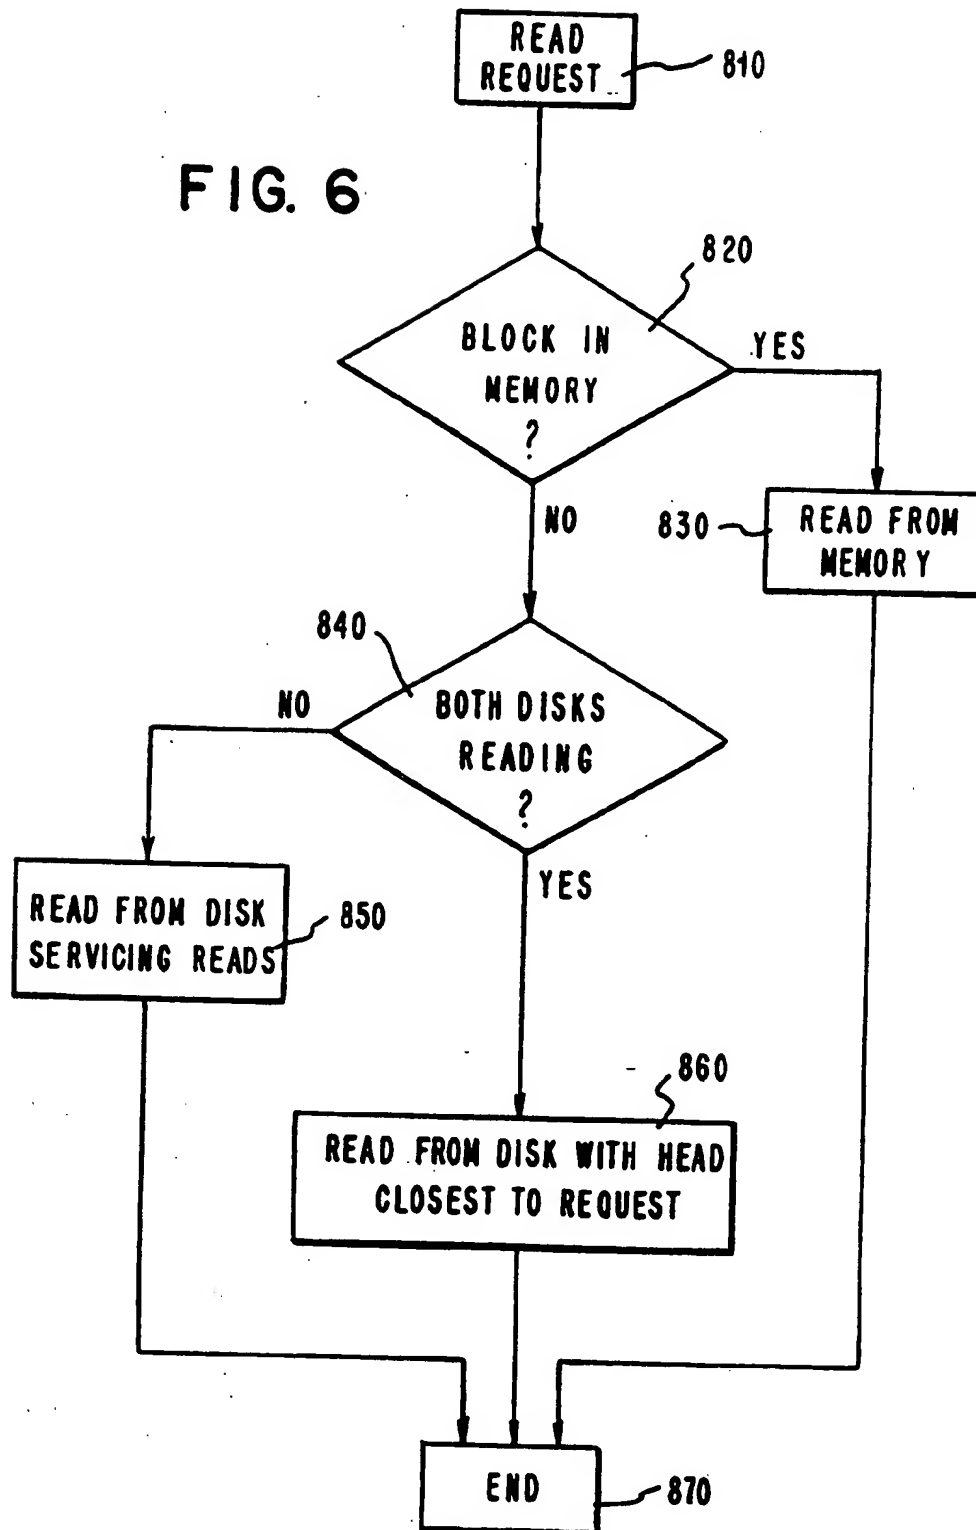 READ
REQUEST
810
FIG. 6
820
BLOCK IN
MEMORY
?
YES
NO
830
READ FROM
MEMORY
840
BOTH DISKS
READING
?
NO
YES
READ FROM DISK
SERVICING READS
850
860
READ FROM DISK WITH HEAD
CLOSEST TO REQUEST
END
870